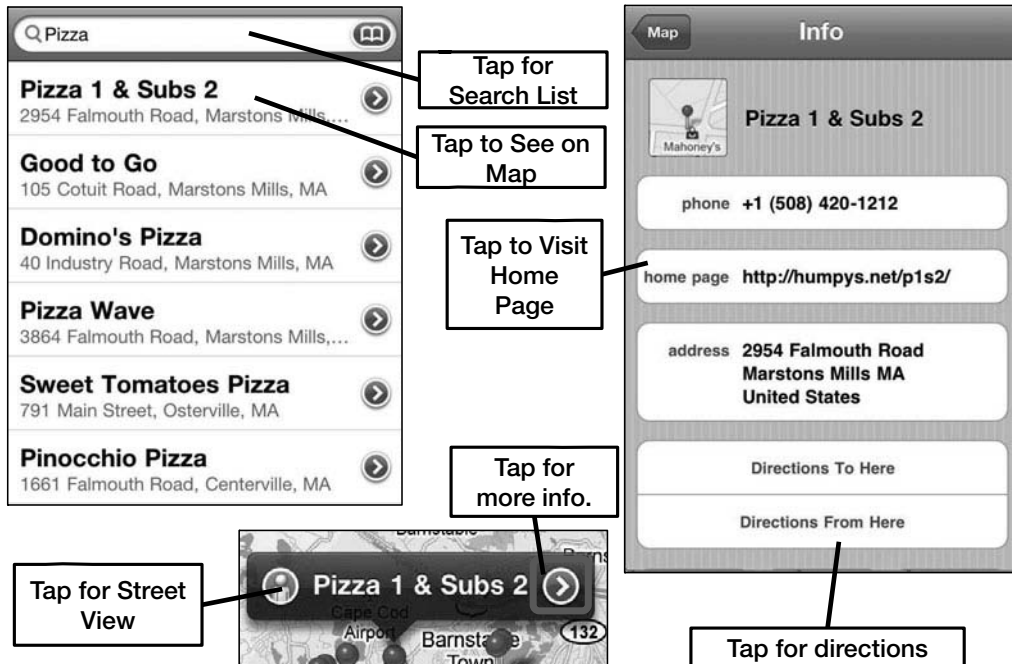 Pizza
Pizza 1 & Subs 2
2954 Falmouth Road, Marstons Mills,...
Good to Go
105 Cotuit Road, Marstons Mills, MA
Domino's Pizza
40 Industry Road, Marstons Mills, MA
Pizza Wave
3864 Falmouth Road, Marstons Mills,...
Sweet Tomatoes Pizza
791 Main Street, Osterville, MA
Pinocchio Pizza
1661 Falmouth Road, Centerville, MA
Tap for
Search List
Tap to See on
Map
Tap to Visit
Home
Page
Tap for
more info.
Map
Info
Mahoney's
Pizza 1 & Subs 2
phone +1 (508) 420-1212
home page http://humpys.net/p1s2/
address 2954 Falmouth Road
Marstons Mills MA
United States
Directions To Here
Directions From Here
Tap for Street
View
Pizza 1 & Subs 2
Cape Cod
Airport
Barnstable
Town
132
Tap for directions